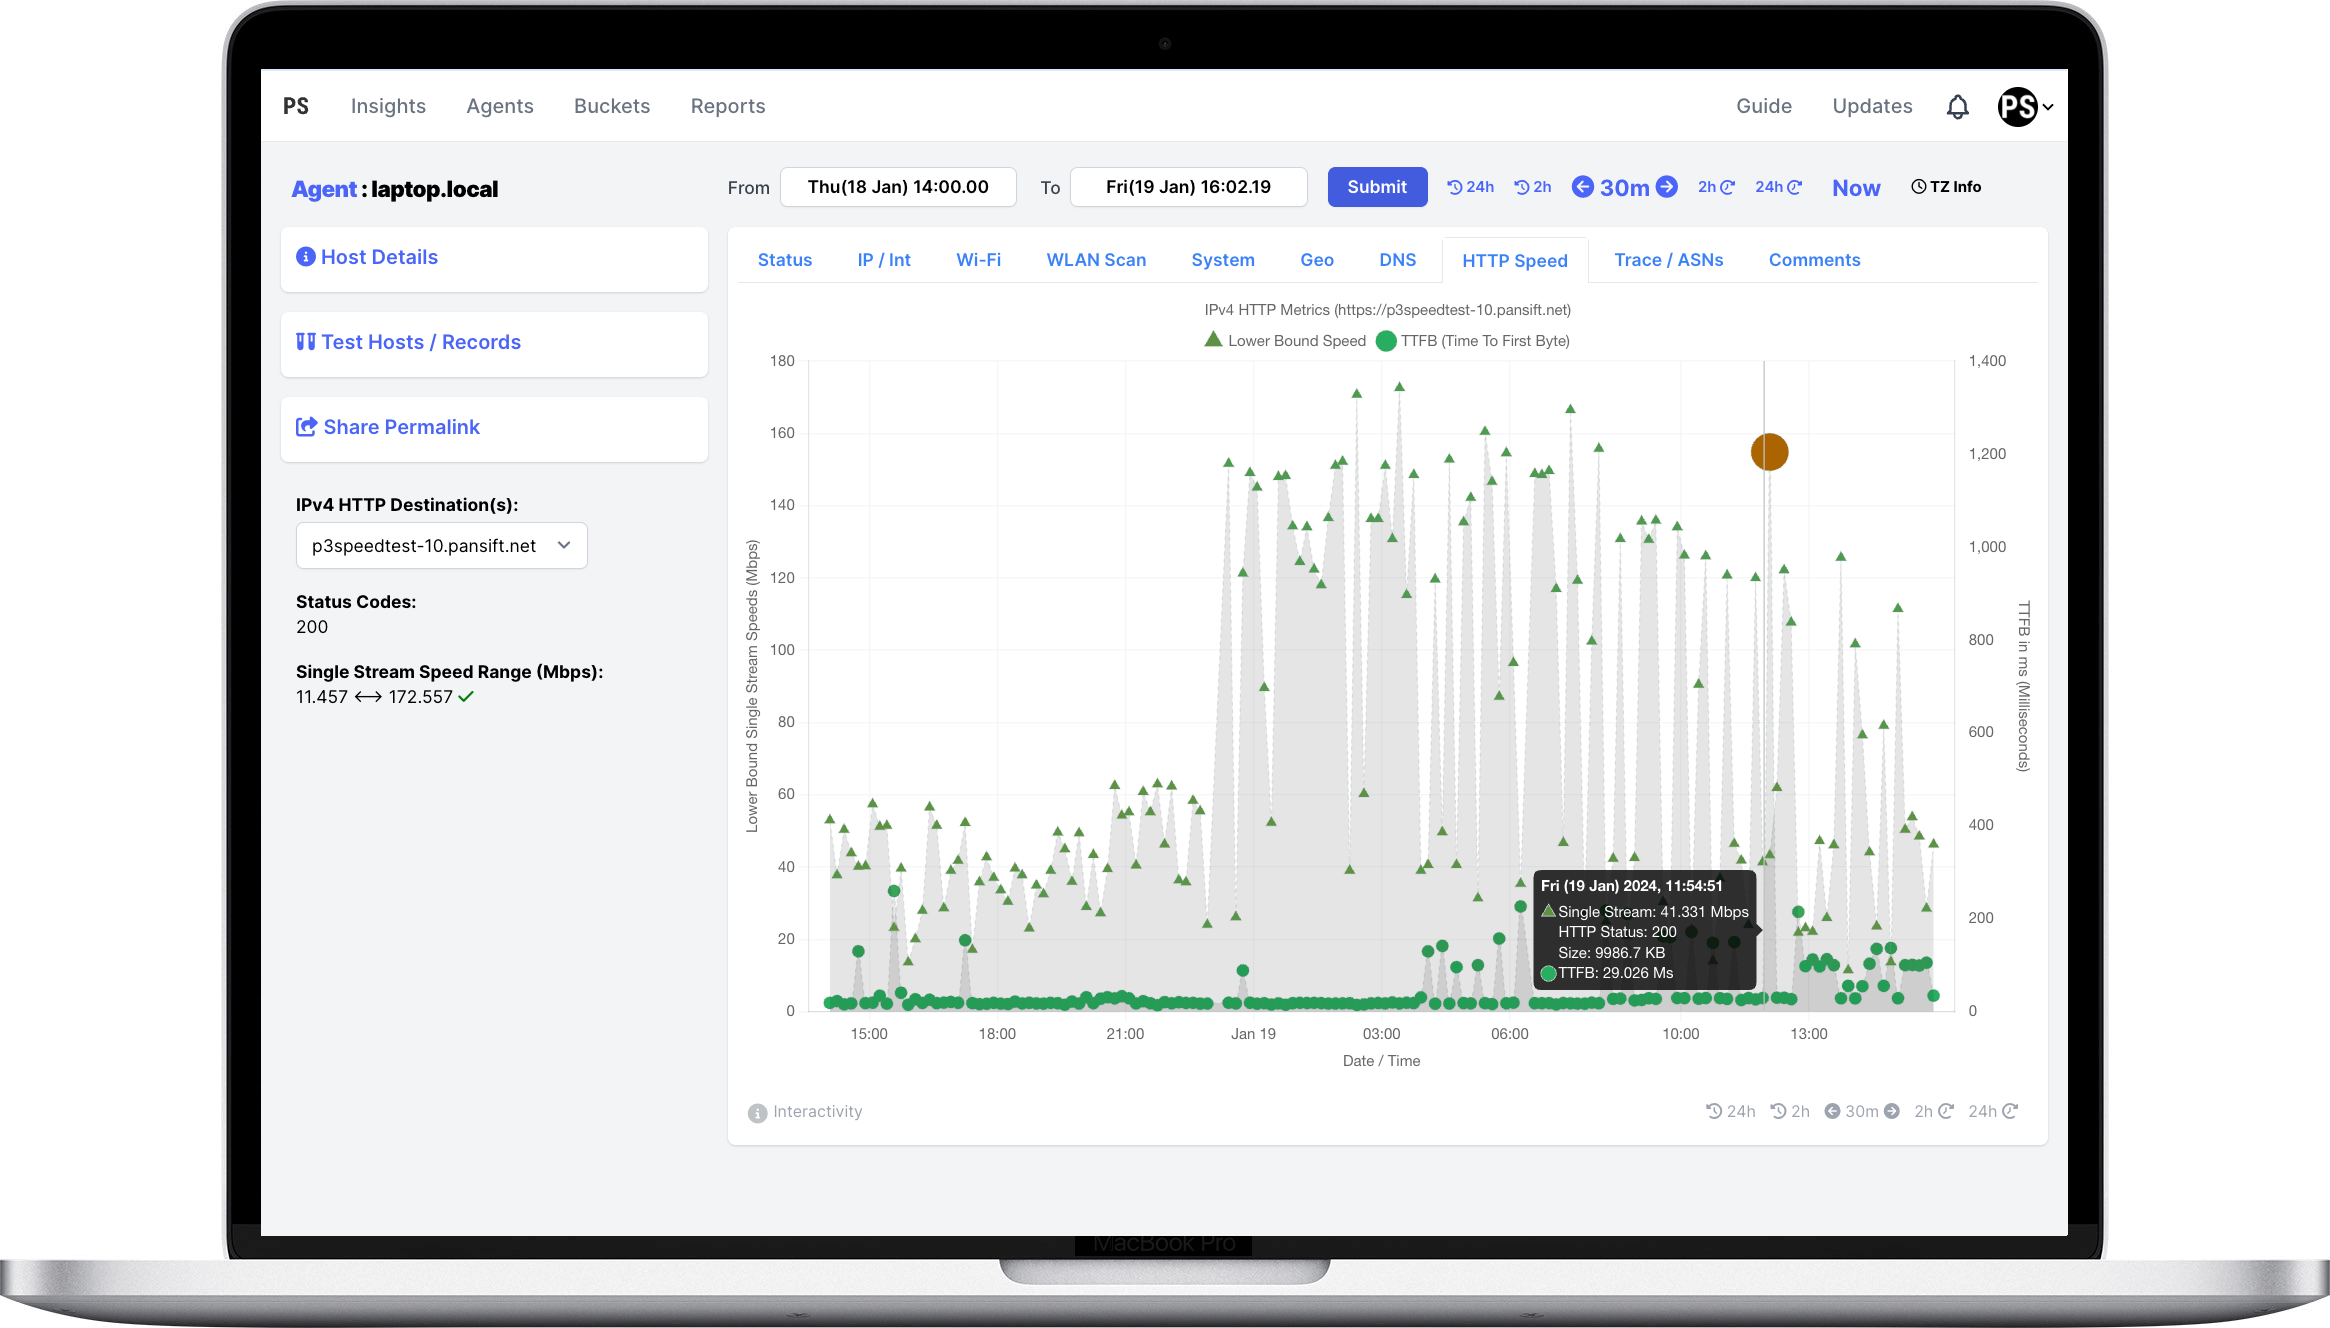 PS Insights Agents Buckets Reports Guide Updates PS
Agent : laptop.local
From Thu(18 Jan) 14:00.00 To Fri(19 Jan) 16:02.19 Submit 24h 2h 30m 2h 24h Now TZ Info
Host Details
Test Hosts / Records
Share Permalink
IPv4 HTTP Destination(s):
p3speedtest-10.pansift.net
Status Codes:
200
Single Stream Speed Range (Mbps):
11.457 <--> 172.557
Status IP / Int Wi-Fi WLAN Scan System Geo DNS HTTP Speed Trace / ASNs Comments
IPv4 HTTP Metrics (https://p3speedtest-10.pansift.net)
Lower Bound Speed TTFB (Time To First Byte)
Lower Bound Single Stream Speeds (Mbps)
180
160
140
120
100
80
60
40
20
0
1,400
1,200
1,000
800
600
400
200
0
TTFB in ms (Milliseconds)
Fri (19 Jan) 2024, 11:54:51
Single Stream: 41.331 Mbps
HTTP Status: 200
Size: 9986.7 KB
TTFB: 29.026 Ms
15:00 18:00 21:00 Jan 19 03:00 06:00 10:00 13:00
Date / Time
Interactivity
24h 2h 30m 2h 24h
MacBook Pro